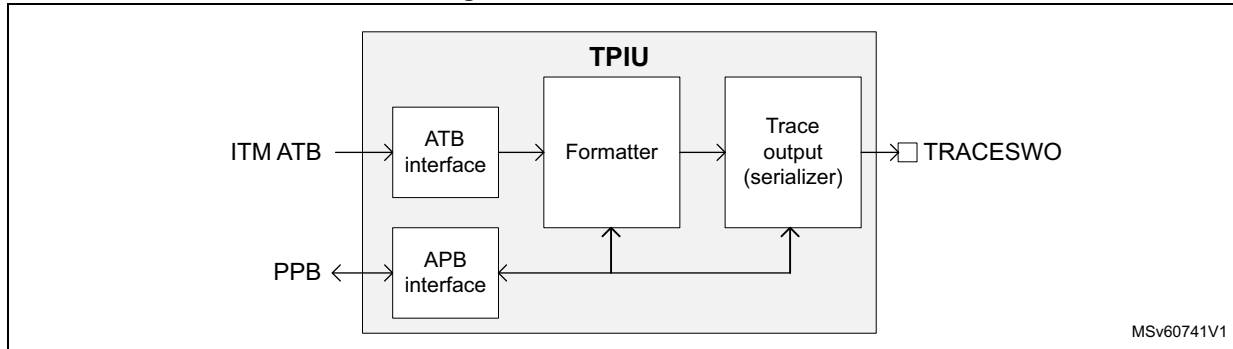 TPIU
ITM ATB
ATB
interface
Formatter
Trace
output
(serializer)
TRACESWO
PPB
APB
interface
MSv60741V1